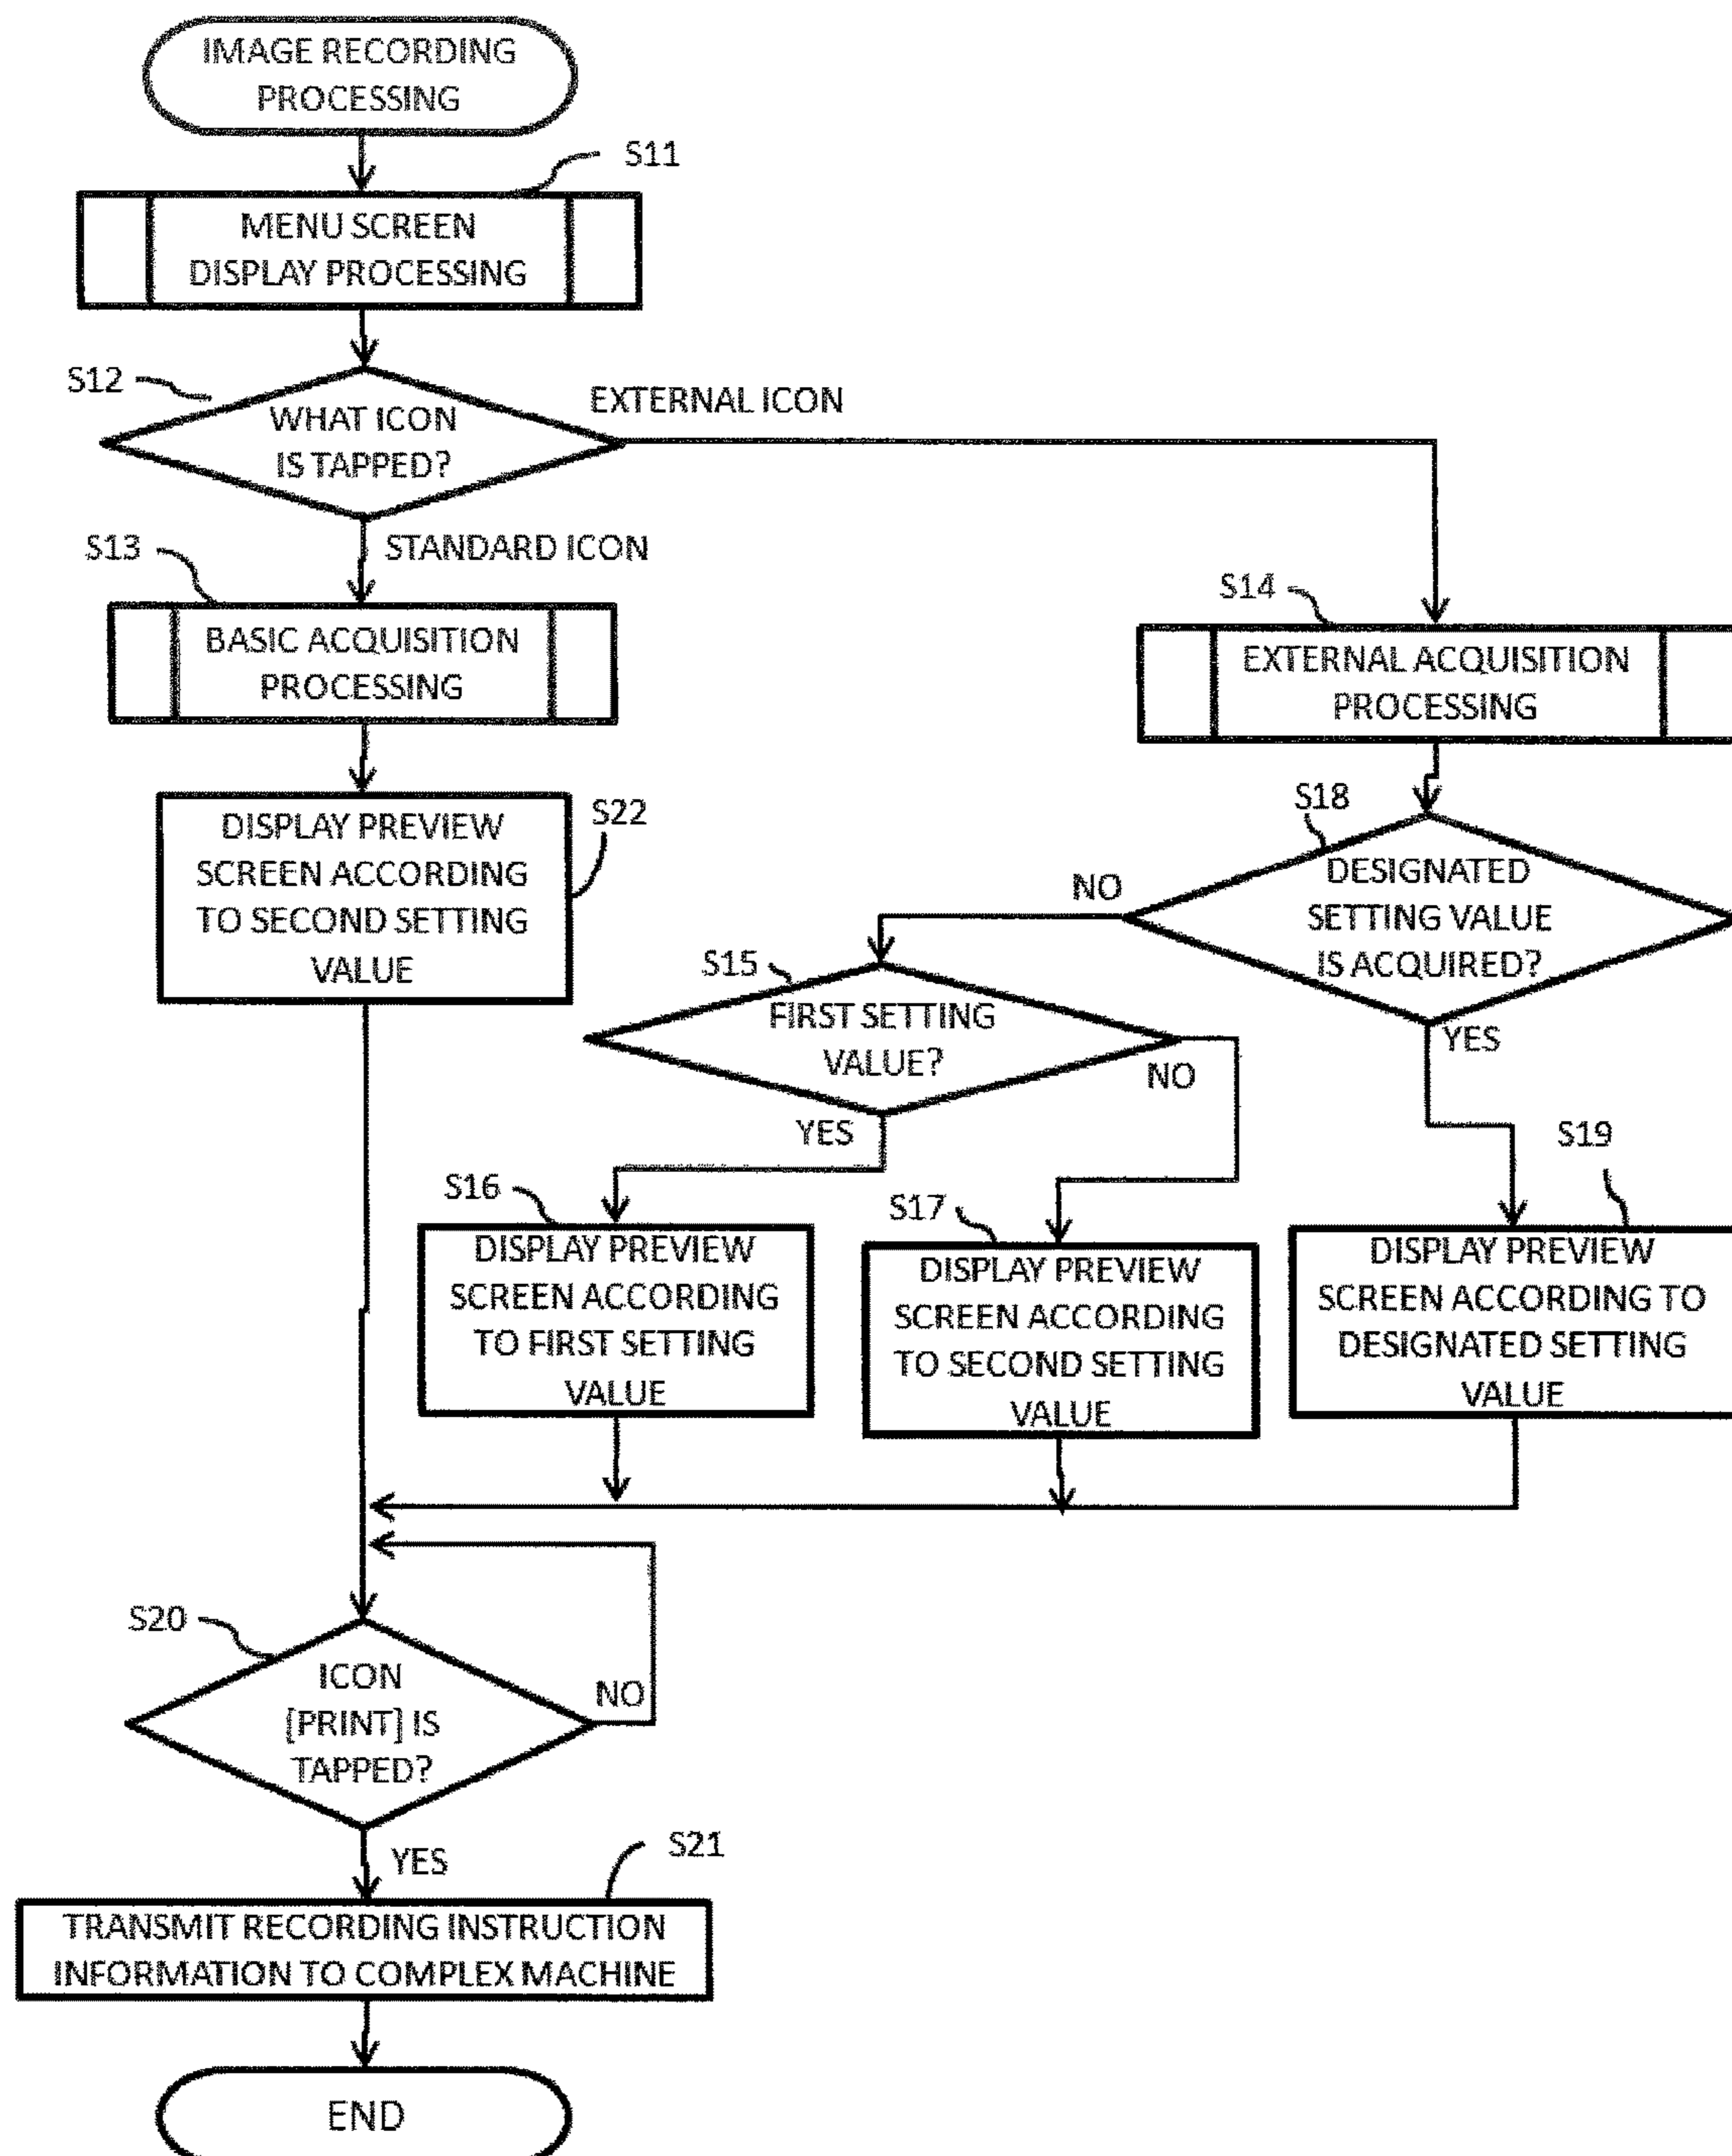 IMAGE RECORDING
PROCESSING
S11
MENU SCREEN
DISPLAY PROCESSING
S12
WHAT ICON
IS TAPPED?
EXTERNAL ICON
S13
STANDARD ICON
BASIC ACQUISITION
PROCESSING
S14
EXTERNAL ACQUISITION
PROCESSING
S22
DISPLAY PREVIEW
SCREEN ACCORDING
TO SECOND SETTING
VALUE
S18
DESIGNATED
SETTING VALUE
IS ACQUIRED?
NO
YES
S15
FIRST SETTING
VALUE?
NO
YES
S16
DISPLAY PREVIEW
SCREEN ACCORDING
TO FIRST SETTING
VALUE
S17
DISPLAY PREVIEW
SCREEN ACCORDING
TO SECOND SETTING
VALUE
S19
DISPLAY PREVIEW
SCREEN ACCORDING TO
DESIGNATED SETTING
VALUE
S20
ICON
[PRINT] IS
TAPPED?
NO
YES
S21
TRANSMIT RECORDING INSTRUCTION
INFORMATION TO COMPLEX MACHINE
END